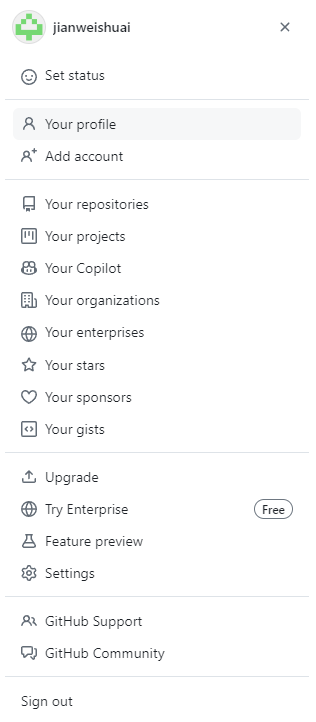 jianweishuai
Set status
Your profile
Add account
Your repositories
Your projects
Your Copilot
Your organizations
Your enterprises
Your stars
Your sponsors
Your gists
Upgrade
Try Enterprise Free
Feature preview
Settings
GitHub Support
GitHub Community
Sign out